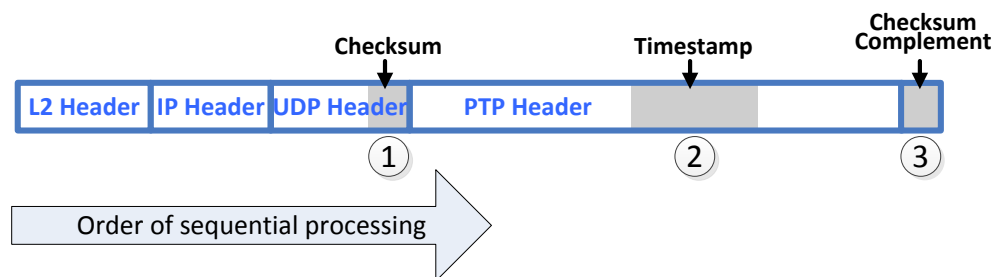 Checksum
Timestamp
Checksum
Complement
L2 Header
IP Header
UDP Header
PTP Header
1
2
3
Order of sequential processing